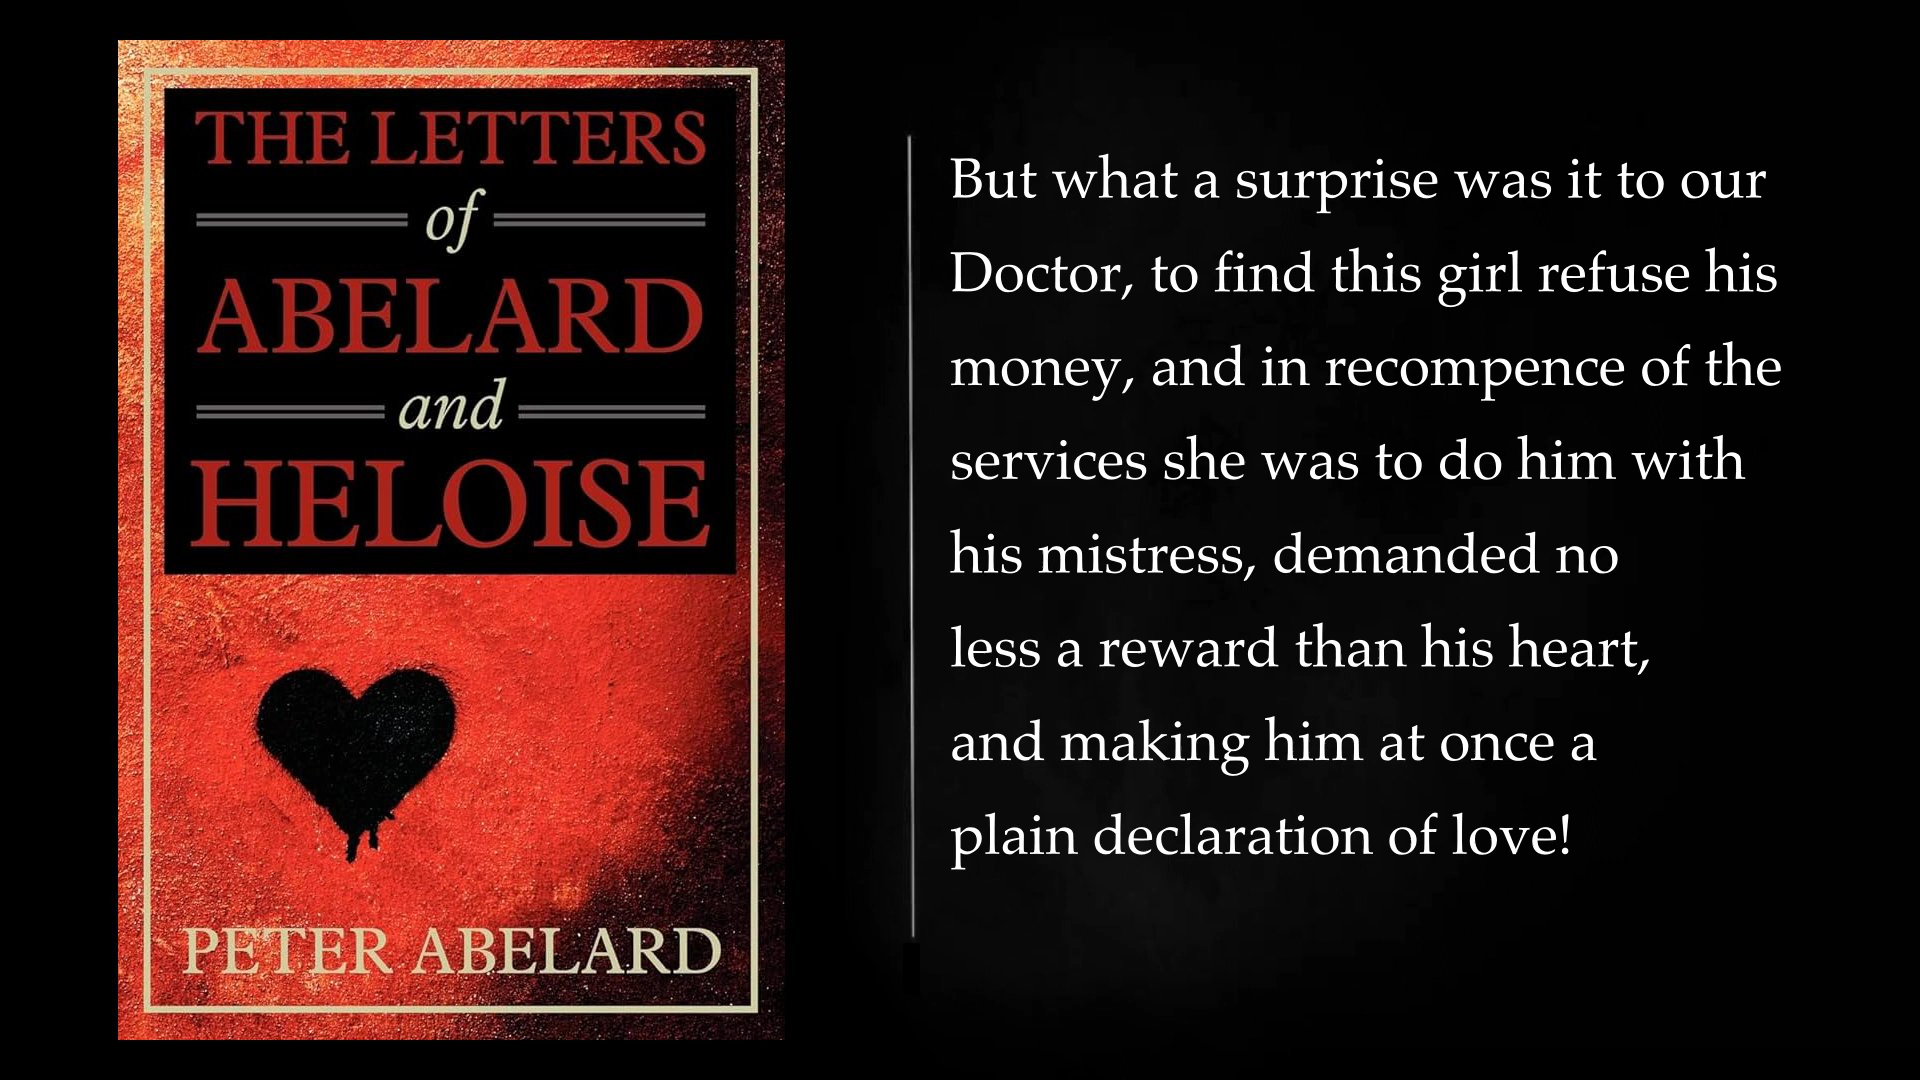 THE LETTERS
of
ABELARD
and
HELOISE
PETER ABELARD
But what a surprise was it to our
Doctor, to find this girl refuse his
money, and in recompence of the
services she was to do him with
his mistress, demanded no
less a reward than his heart,
and making him at once a
plain declaration of love!